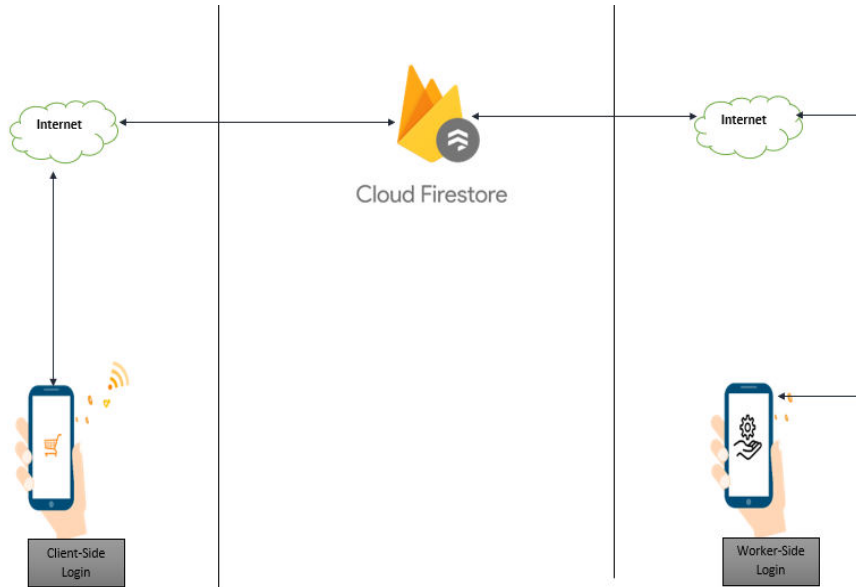 Internet
Internet
Cloud Firestore
Client-Side
Login
Worker-Side
Login